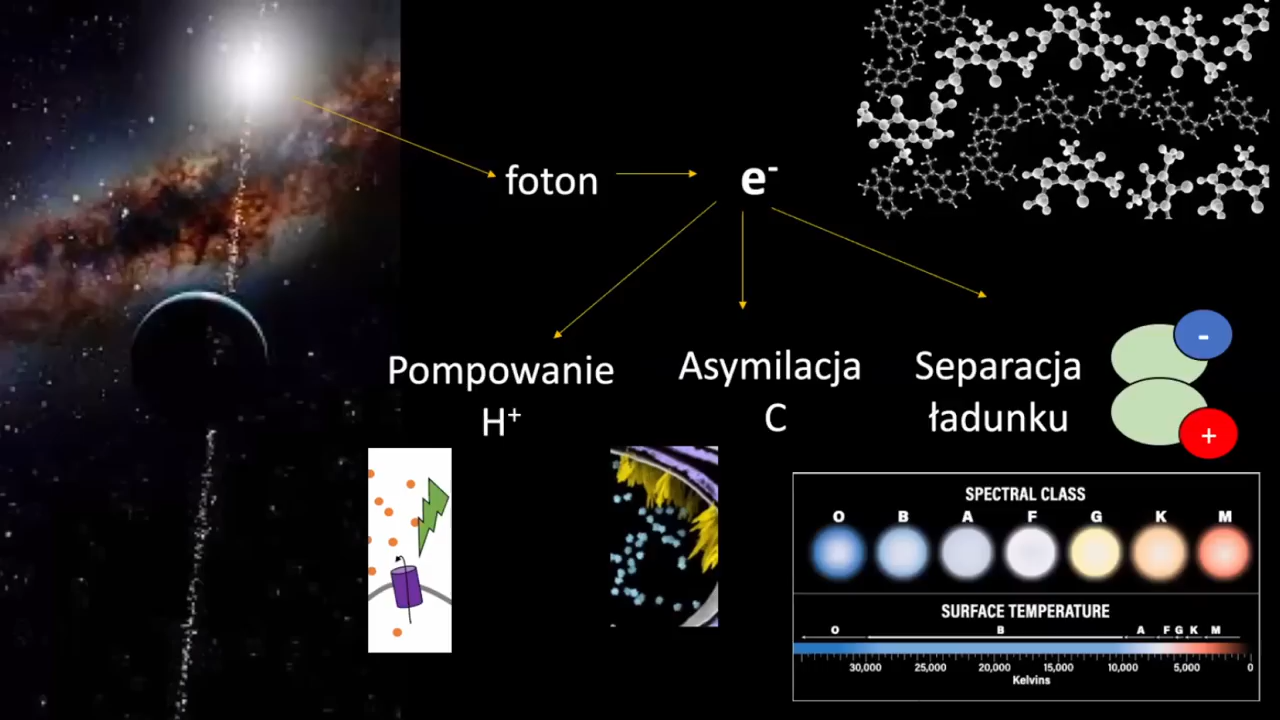 foton
e-
Pompowanie
H+
Asymilacja
C
Separacja
ładunku
-
+
SPECTRAL CLASS
O B A F G K M
SURFACE TEMPERATURE
O B A F G K M
30,000 25,000 20,000 15,000 10,000 5,000 0
Kelvins